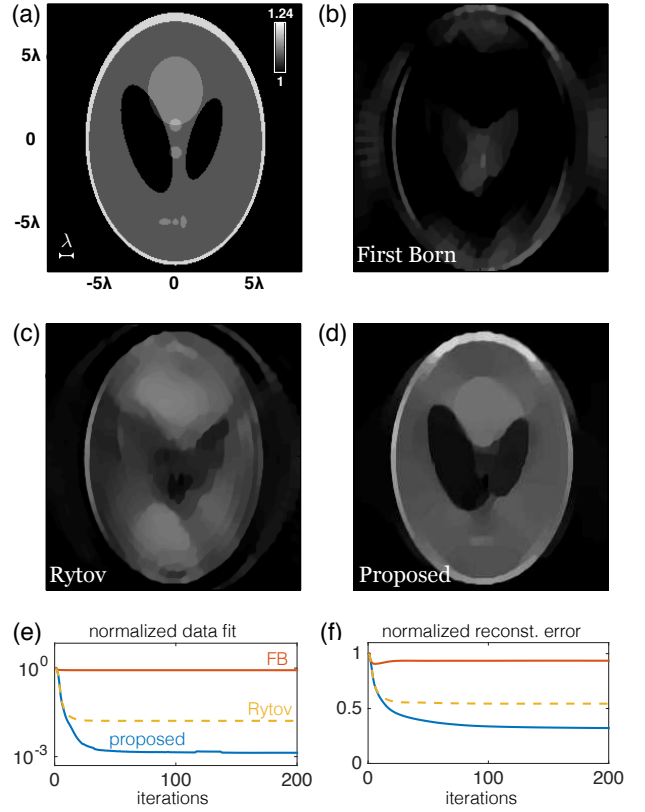 (a)
1.24
1
5λ
0
-5λ
λ
-5λ 0 5λ
(b)
First Born
(c)
Rytov
(d)
Proposed
(e) normalized data fit
10^0
10^-3
FB
Rytov
proposed
0 100 200
iterations
(f) normalized reconst. error
1
0.5
0
0 100 200
iterations